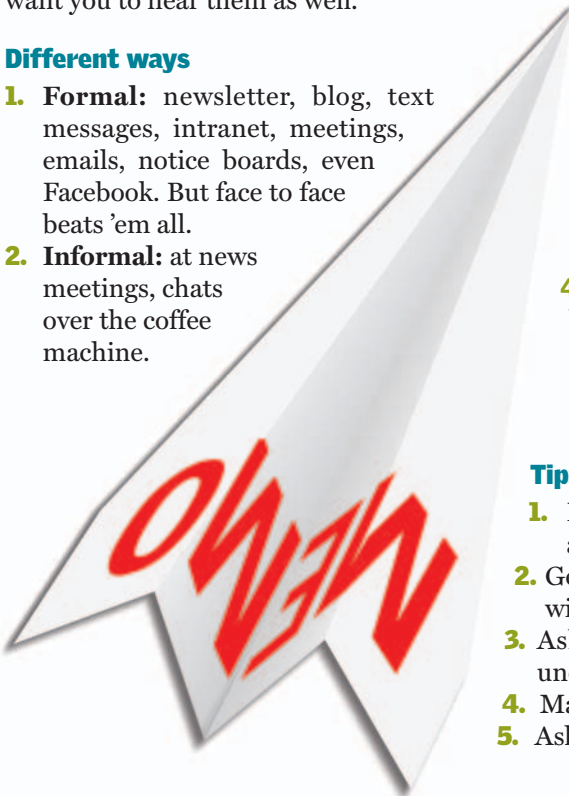 want you to hear them as well.
Different ways
1. Formal: newsletter, blog, text
messages, intranet, meetings,
emails, notice boards, even
Facebook. But face to face
beats ’em all.
2. Informal: at news
meetings, chats
over the coffee
machine.
MEMO
4.
Tip
1.
2. Ge
wi
3. As
un
4. Ma
5. Ask